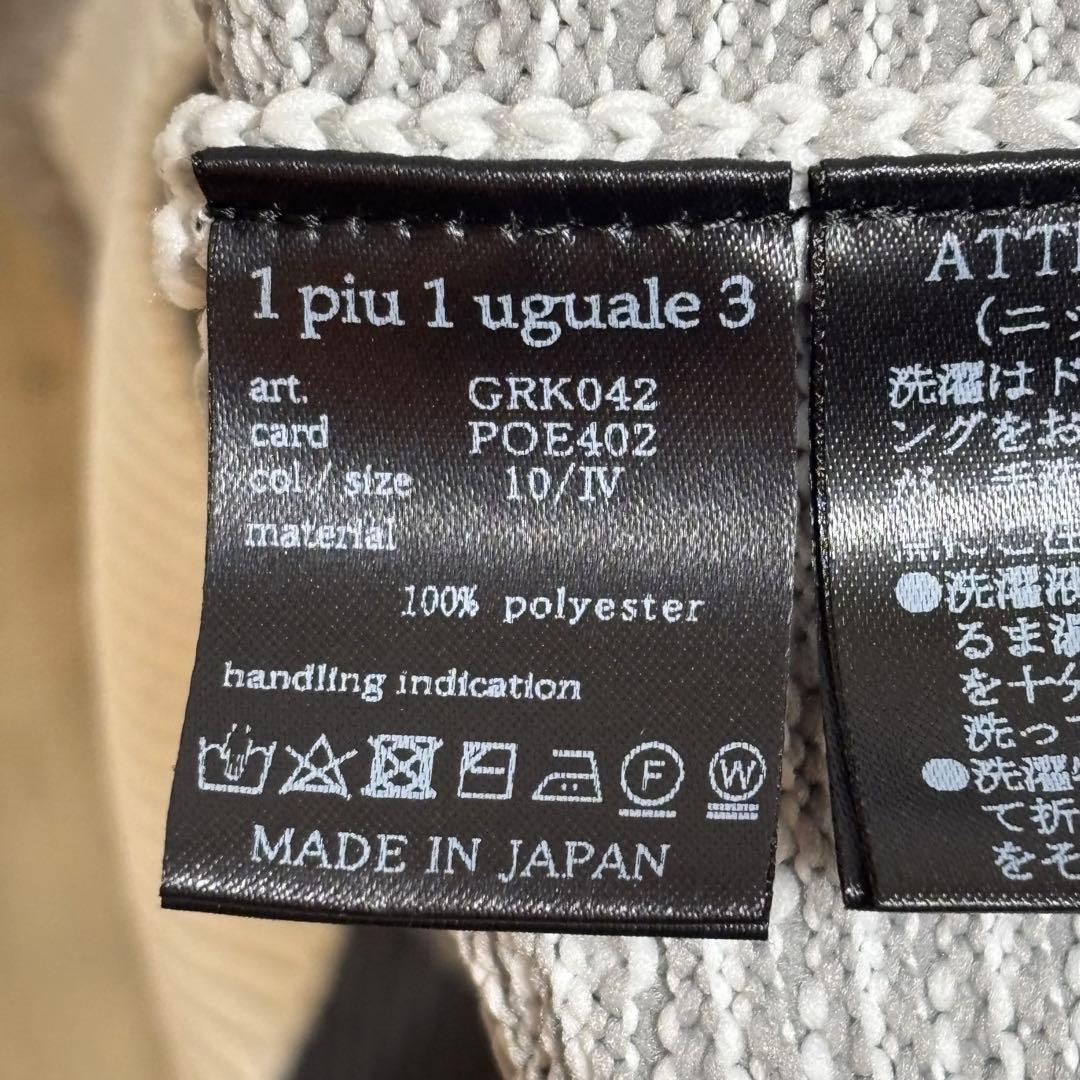 1 piu 1 uguale 3
art. GRK042
card POE402
col/ size 10/IV
material
100% polyester
handling indication
F W
MADE IN JAPAN
ATT
(ニッ
洗濯はド
ングをお
●洗濯液
るま湯
を十分
洗っ
●洗濯
て折
をそ